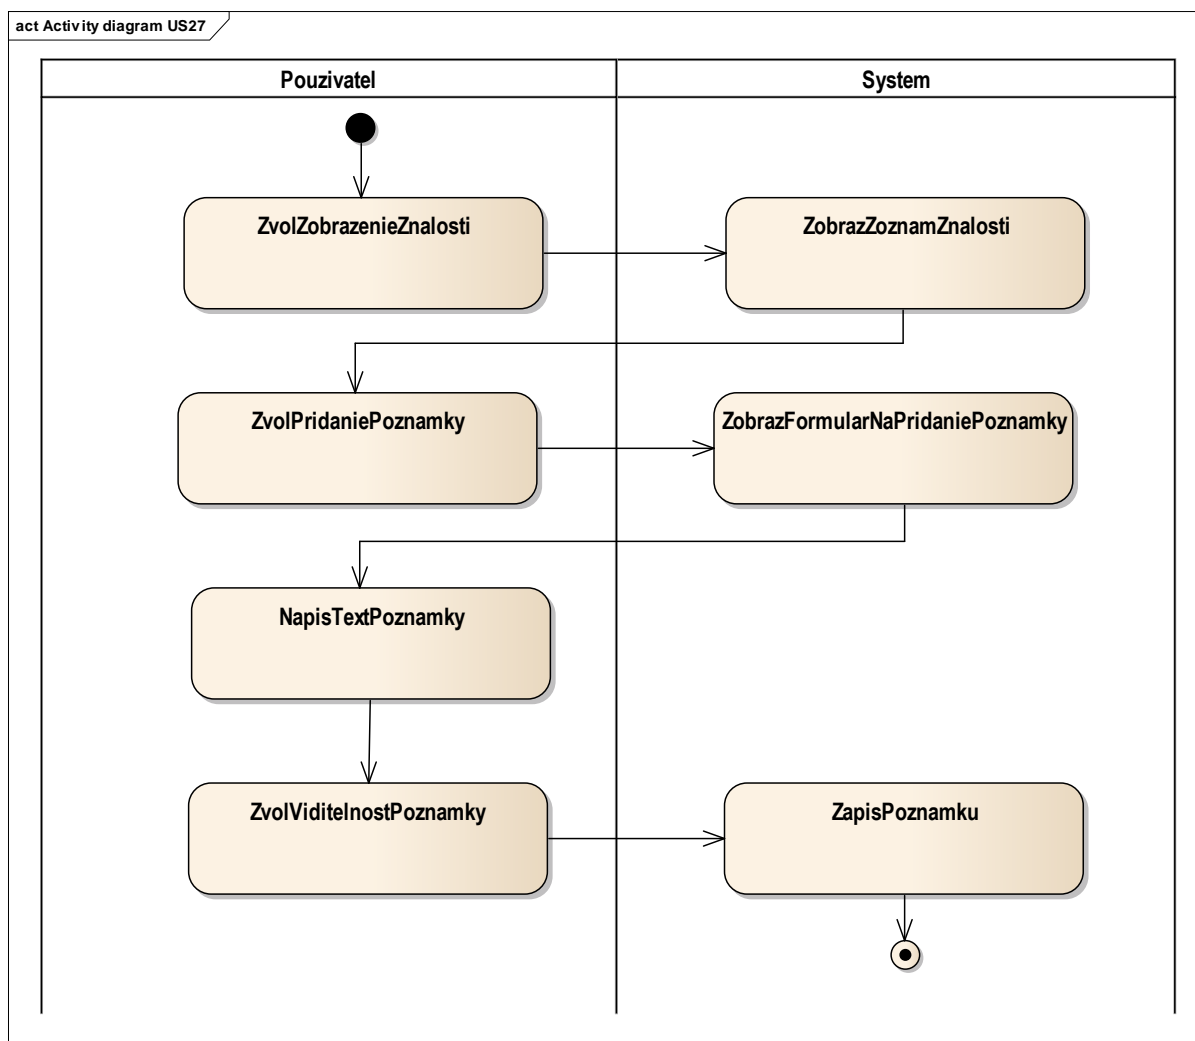 act Activity diagram US27
Pouzivatel
System
ZvolZobrazenieZnalosti
ZobrazZoznamZnalosti
ZvolPridaniePoznamky
ZobrazFormularNaPridaniePoznamky
NapisTextPoznamky
ZvolViditelnostPoznamky
ZapisPoznamku